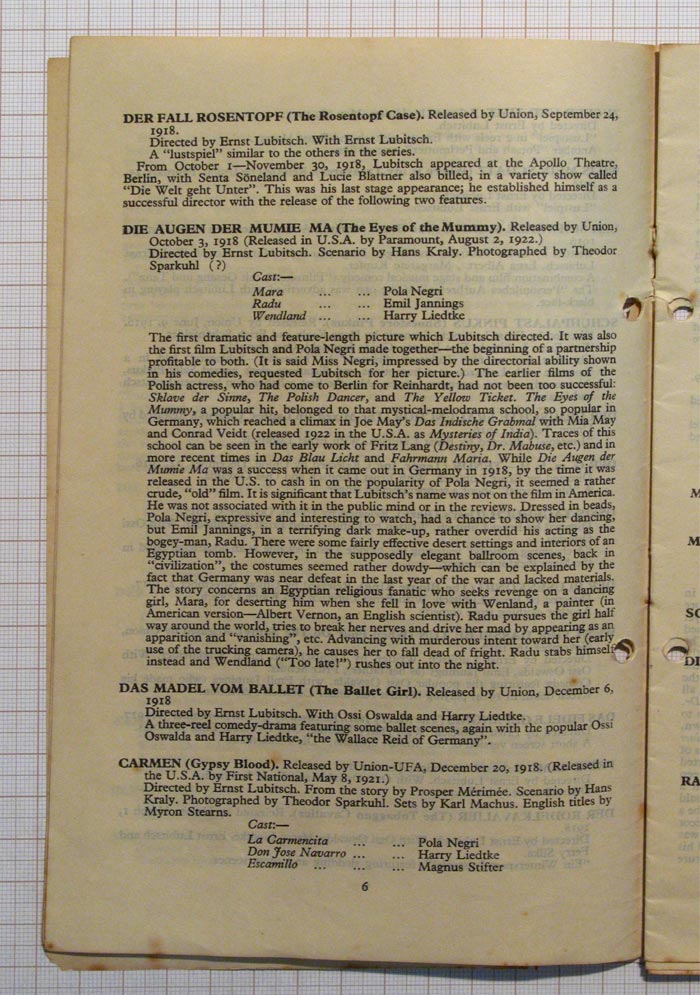 DER FALL ROSENTOPF (The Rosentopf Case). Released by Union, September 24,
1918.
Directed by Ernst Lubitsch. With Ernst Lubitsch.
A “lustspiel” similar to the others in the series.
From October 1—November 30, 1918, Lubitsch appeared at the Apollo Theatre,
Berlin, with Senta Söneland and Lucie Blattner also billed, in a variety show called
“Die Welt geht Unter”. This was his last stage appearance; he established himself as a
successful director with the release of the following two features.
DIE AUGEN DER MUMIE MA (The Eyes of the Mummy). Released by Union,
October 3, 1918 (Released in U.S.A. by Paramount, August 2, 1922.)
Directed by Ernst Lubitsch. Scenario by Hans Kraly. Photographed by Theodor
Sparkuhl (?)
Cast:—
Mara ... ... Pola Negri
Radu ... ... Emil Jannings
Wendland ... ... Harry Liedtke
The first dramatic and feature-length picture which Lubitsch directed. It was also
the first film Lubitsch and Pola Negri made together—the beginning of a partnership
profitable to both. (It is said Miss Negri, impressed by the directorial ability shown
in his comedies, requested Lubitsch for her picture.) The earlier films of the
Polish actress, who had come to Berlin for Reinhardt, had not been too successful:
Sklave der Sinne, The Polish Dancer, and The Yellow Ticket. The Eyes of the
Mummy, a popular hit, belonged to that mystical-melodrama school, so popular in
Germany, which reached a climax in Joe May's Das Indische Grabmal with Mia May
and Conrad Veidt (released 1922 in the U.S.A. as Mysteries of India). Traces of this
school can be seen in the early work of Fritz Lang (Destiny, Dr. Mabuse, etc.) and in
more recent times in Das Blau Licht and Fahrmann Maria. While Die Augen der
Mumie Ma was a success when it came out in Germany in 1918, by the time it was
released in the U.S. to cash in on the popularity of Pola Negri, it seemed a rather
crude, “old” film. It is significant that Lubitsch's name was not on the film in America.
He was not associated with it in the public mind or in the reviews. Dressed in beads,
Pola Negri, expressive and interesting to watch, had a chance to show her dancing,
but Emil Jannings, in a terrifying dark make-up, rather overdid his acting as the
bogey-man, Radu. There were some fairly effective desert settings and interiors of an
Egyptian tomb. However, in the supposedly elegant ballroom scenes, back in
“civilization”, the costumes seemed rather dowdy—which can be explained by the
fact that Germany was near defeat in the last year of the war and lacked materials.
The story concerns an Egyptian religious fanatic who seeks revenge on a dancing
girl, Mara, for deserting him when she fell in love with Wenland, a painter (in
American version—Albert Vernon, an English scientist). Radu pursues the girl half
way around the world, tries to break her nerves and drive her mad by appearing as an
apparition and “vanishing”, etc. Advancing with murderous intent toward her (early
use of the trucking camera), he causes her to fall dead of fright. Radu stabs himself
instead and Wendland (“Too late!”) rushes out into the night.
DAS MADEL VOM BALLET (The Ballet Girl). Released by Union, December 6,
1918
Directed by Ernst Lubitsch. With Ossi Oswalda and Harry Liedtke.
A three-reel comedy-drama featuring some ballet scenes, again with the popular Ossi
Oswalda and Harry Liedtke, “the Wallace Reid of Germany”.
CARMEN (Gypsy Blood). Released by Union-UFA, December 20, 1918. (Released in
the U.S.A. by First National, May 8, 1921.)
Directed by Ernst Lubitsch. From the story by Prosper Mérimée. Scenario by Hans
Kraly. Photographed by Theodor Sparkuhl. Sets by Karl Machus. English titles by
Myron Stearns.
Cast:—
La Carmencita ... ... Pola Negri
Don Jose Navarro ... ... Harry Liedtke
Escamillo ... ... ... Magnus Stifter
6